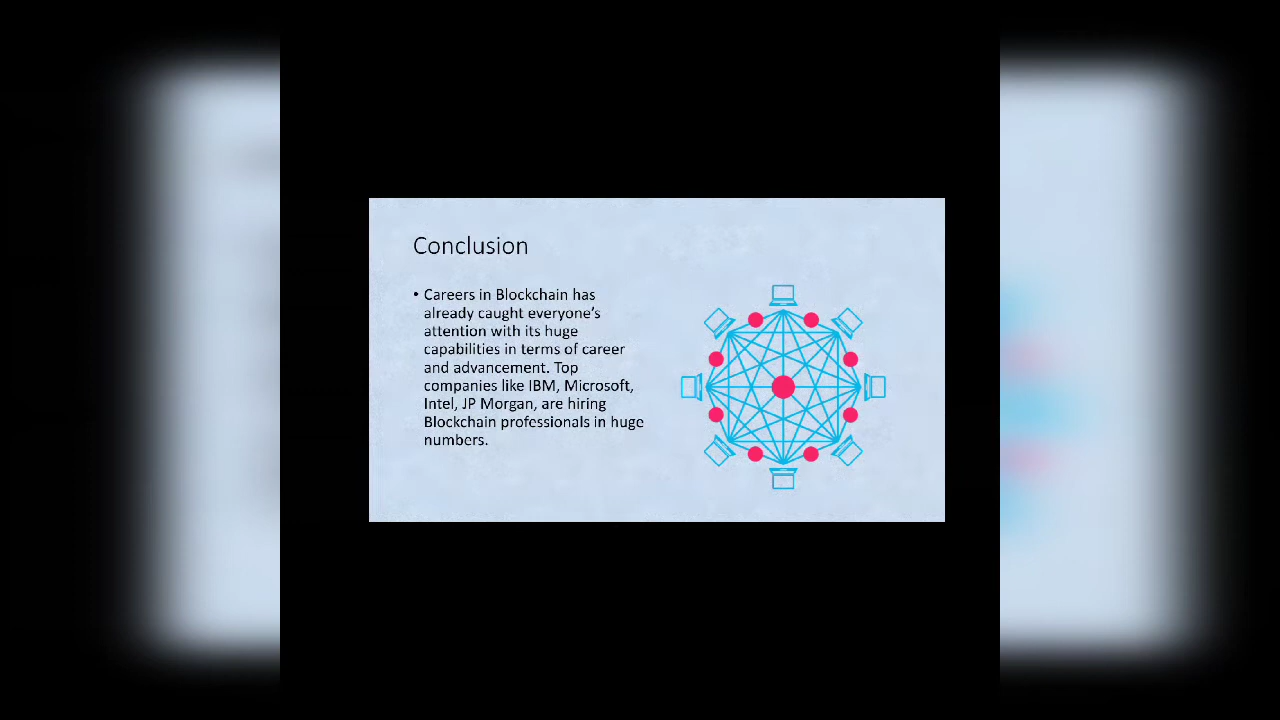 Conclusion
• Careers in Blockchain has
already caught everyone’s
attention with its huge
capabilities in terms of career
and advancement. Top
companies like IBM, Microsoft,
Intel, JP Morgan, are hiring
Blockchain professionals in huge
numbers.